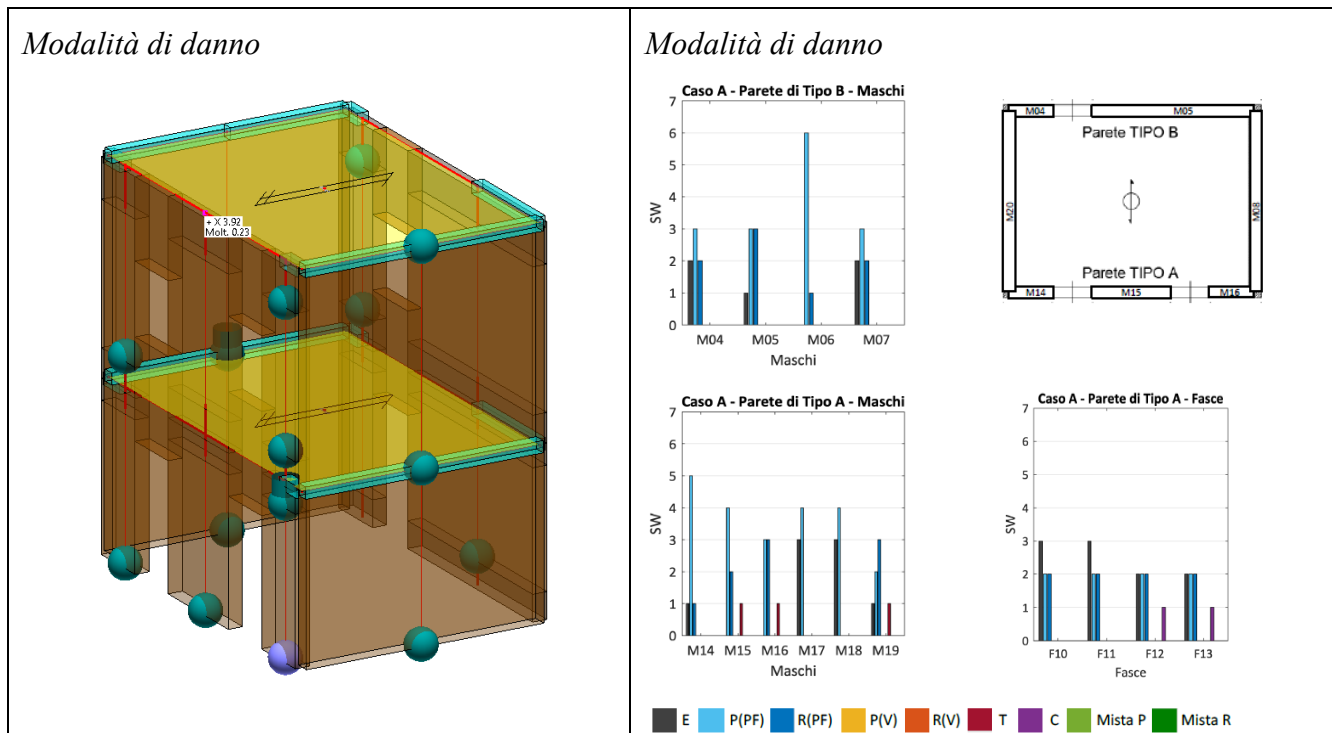 Modalità di danno
+ X 3.92
Molt. 0.23
Modalità di danno
Caso A - Parete di Tipo B - Maschi
7
6
5
4
3
2
1
0
SW
M04 M05 M06 M07
Maschi
M04 M05
Parete TIPO B
M20
M08
Parete TIPO A
M14 M15 M16
Caso A - Parete di Tipo A - Maschi
7
6
5
4
3
2
1
0
SW
M14 M15 M16 M17 M18 M19
Maschi
Caso A - Parete di Tipo A - Fasce
7
6
5
4
3
2
1
0
SW
F10 F11 F12 F13
Fasce
E P(PF) R(PF) P(V) R(V) T C Mista P Mista R